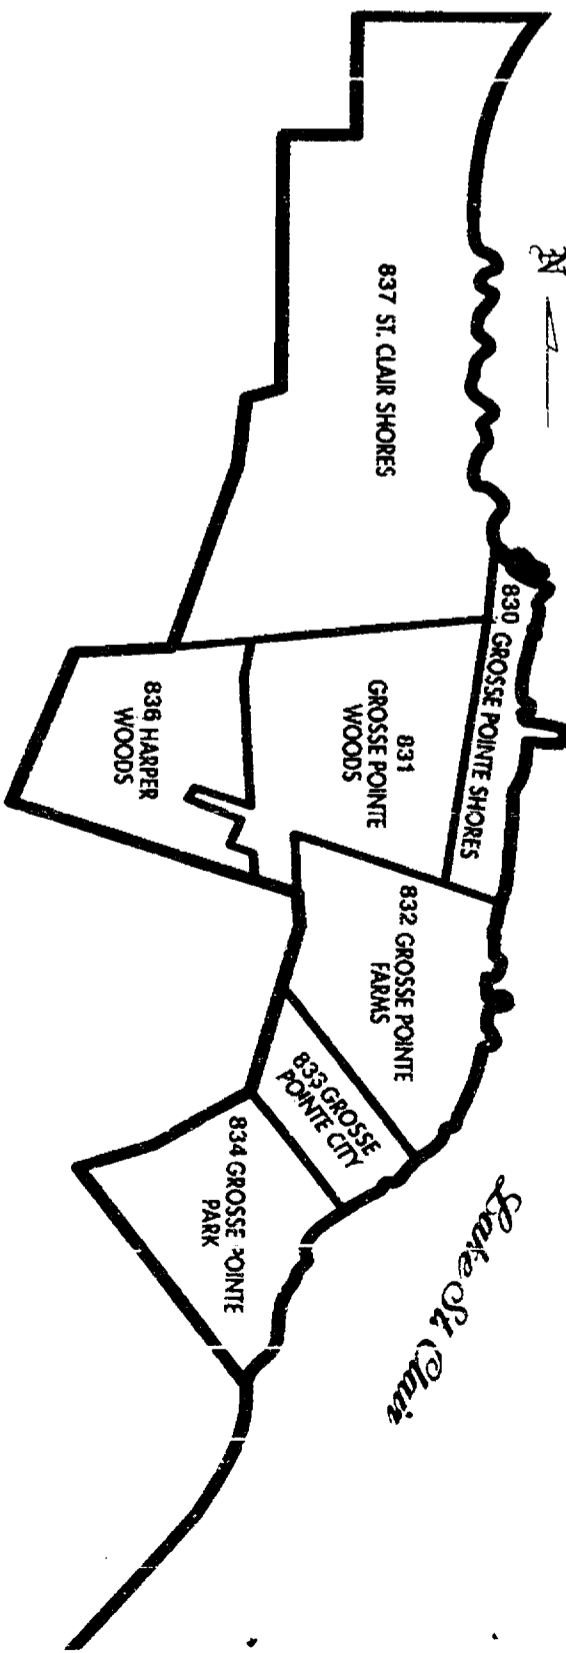 N
837 ST. CLAIR SHORES
830 GROSSE POINTE SHORES
831
GROSSE POINTE
WOODS
836 HARPER
WOODS
832 GROSSE POINTE
FARMS
833 GROSSE
POINTE CITY
834 GROSSE POINTE
PARK
Lake St. Clair